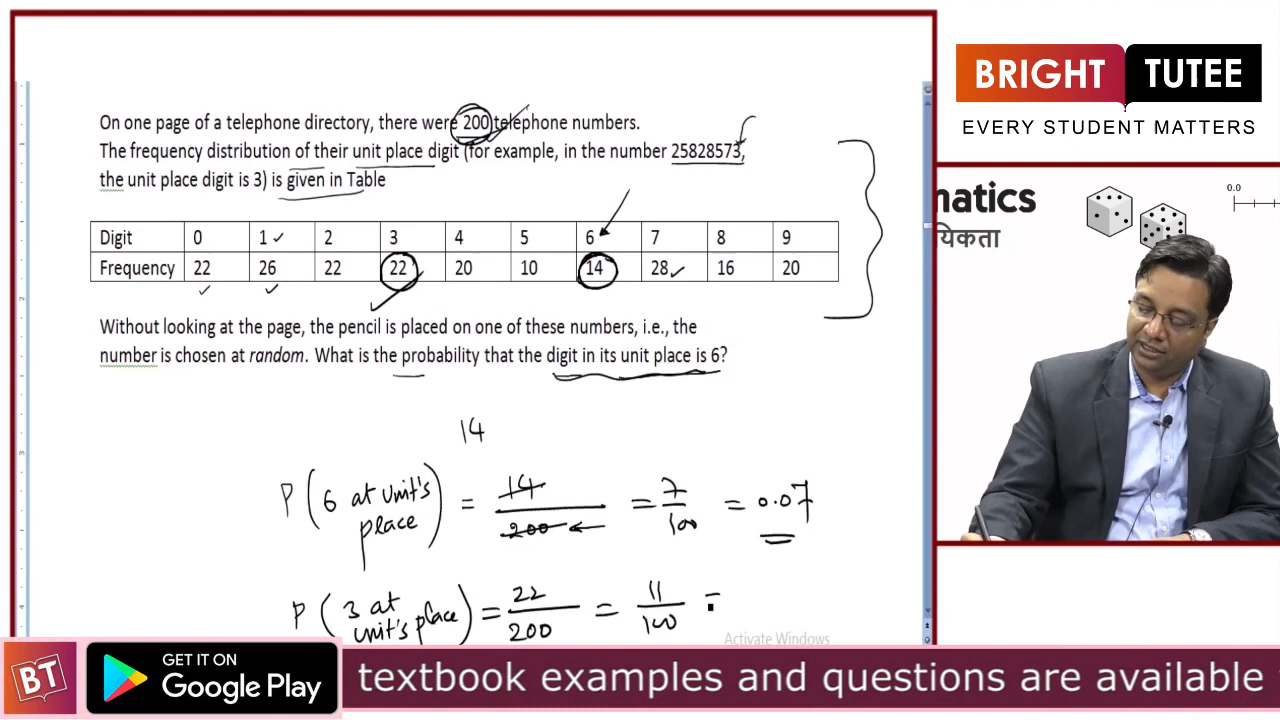 BRIGHT TUTEE
EVERY STUDENT MATTERS
On one page of a telephone directory, there were 200 telephone numbers.
The frequency distribution of their unit place digit (for example, in the number 25828573,
the unit place digit is 3) is given in Table
Digit 0 1 2 3 4 5 6 7 8 9
Frequency 22 26 22 22 20 10 14 28 16 20
Without looking at the page, the pencil is placed on one of these numbers, i.e., the
number is chosen at random. What is the probability that the digit in its unit place is 6?
14
P (6 at unit's place) = 14/200 = 7/100 = 0.07
P (3 at unit's place) = 22/200 = 11/100 =
natics
0.0
Activate Windows
BT
GET IT ON
Google Play
textbook examples and questions are available